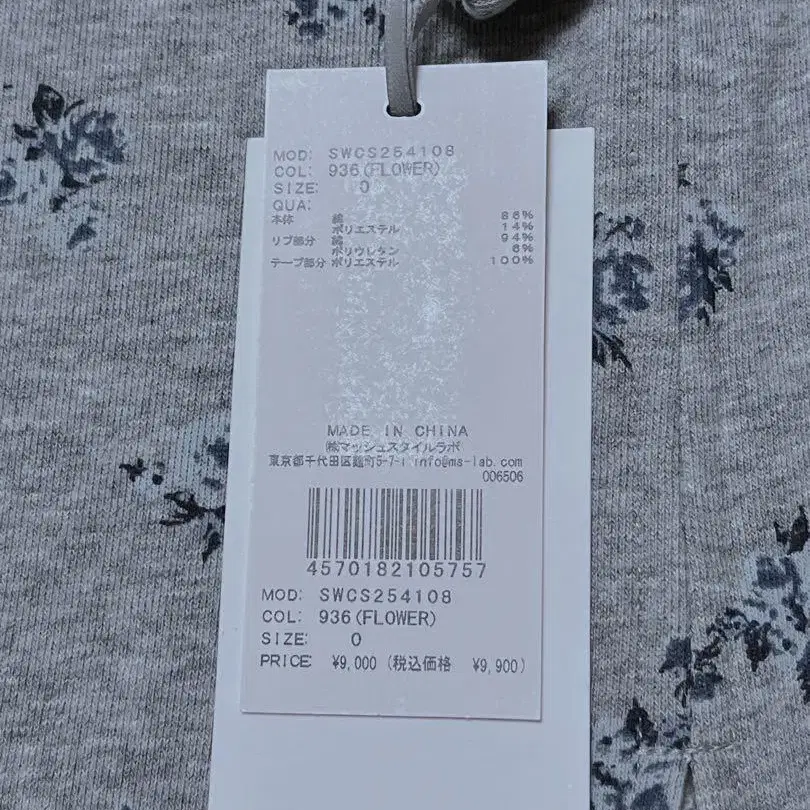 MOD: SWCS254108
COL: 936(FLOWER)
SIZE: 0
QUA:
本体 綿 86%
ポリエステル 14%
リブ部分 綿 94%
ポリウレタン 6%
テープ部分 ポリエステル 100%
MADE IN CHINA
㈱マッシュスタイルラボ
東京都千代田区麹町5-7-1 info@ms-lab.com
006506
4570182105757
MOD: SWCS254108
COL: 936(FLOWER)
SIZE: 0
PRICE: ¥9,000 (税込価格 ¥9,900)